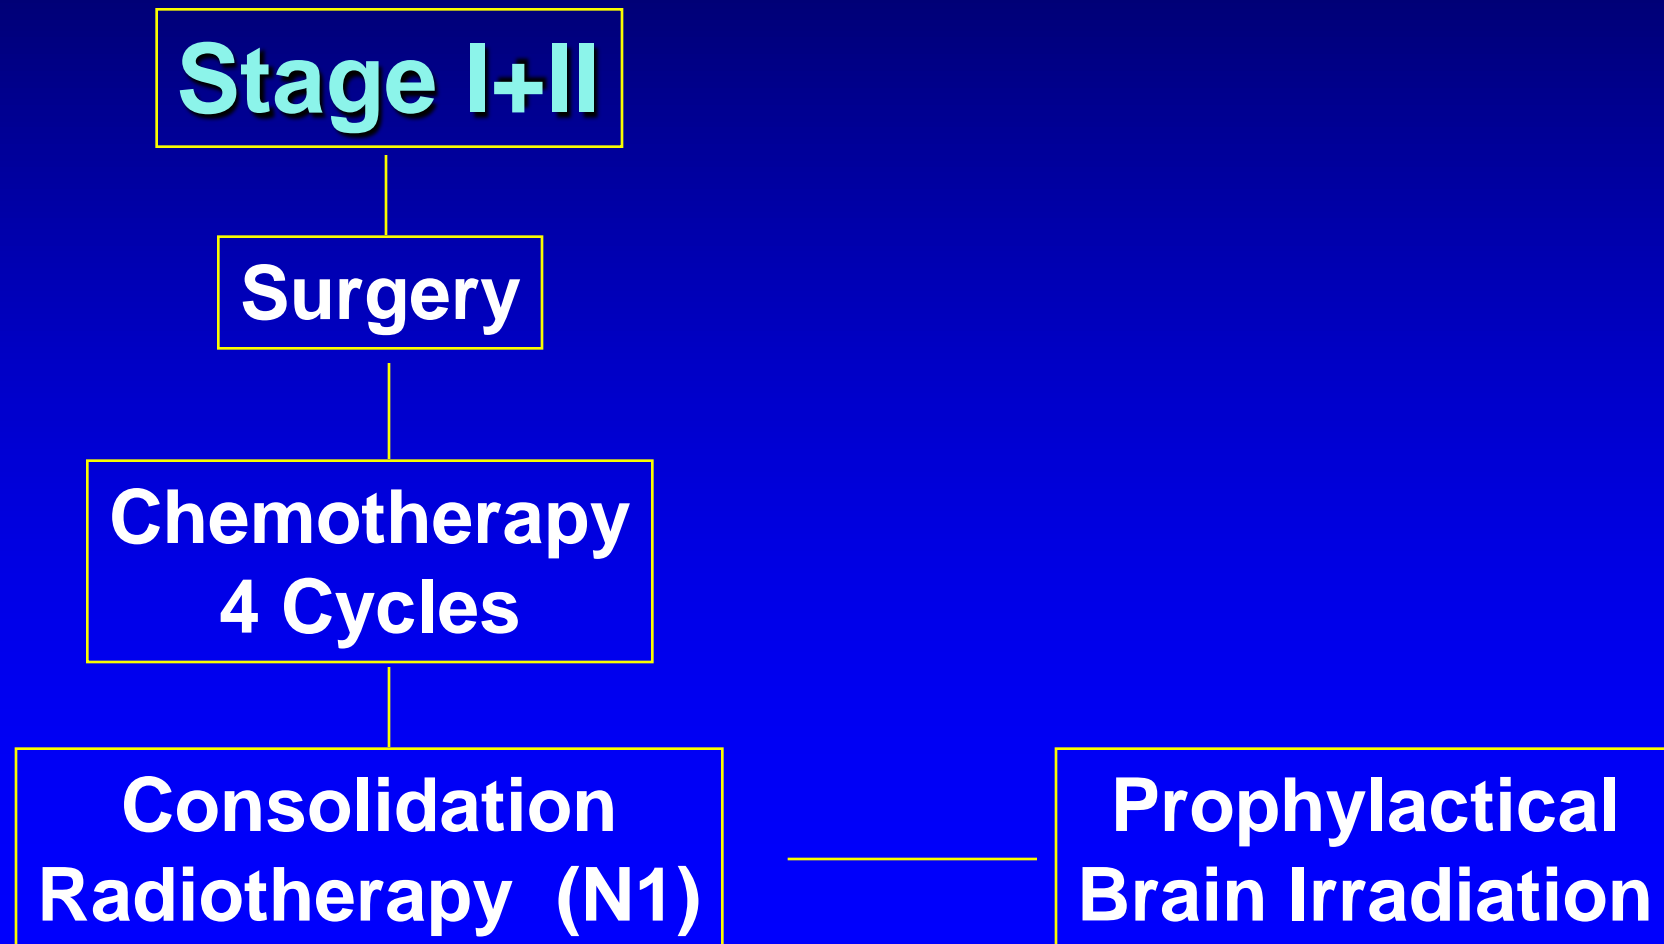 Stage I+II
Surgery
Chemotherapy
4 Cycles
Consolidation
Radiotherapy (N1)
Prophylactical
Brain Irradiation